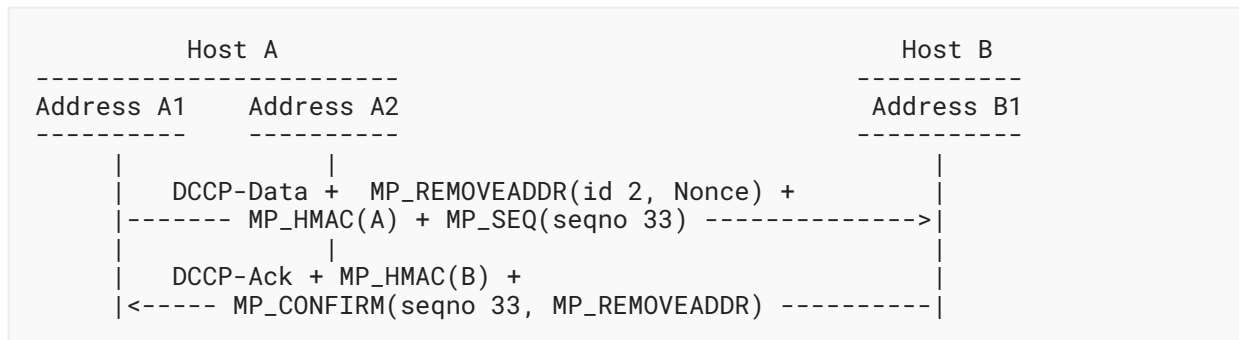 Host A                                         Host B
------------------------                              -----------
Address A1    Address A2                               Address B1
----------    ----------                              -----------
     |             |                                       |
     |   DCCP-Data +  MP_REMOVEADDR(id 2, Nonce) +         |
     |------- MP_HMAC(A) + MP_SEQ(seqno 33) -------------->|
     |             |                                       |
     |   DCCP-Ack + MP_HMAC(B) +                           |
     |<----- MP_CONFIRM(seqno 33, MP_REMOVEADDR) ----------|